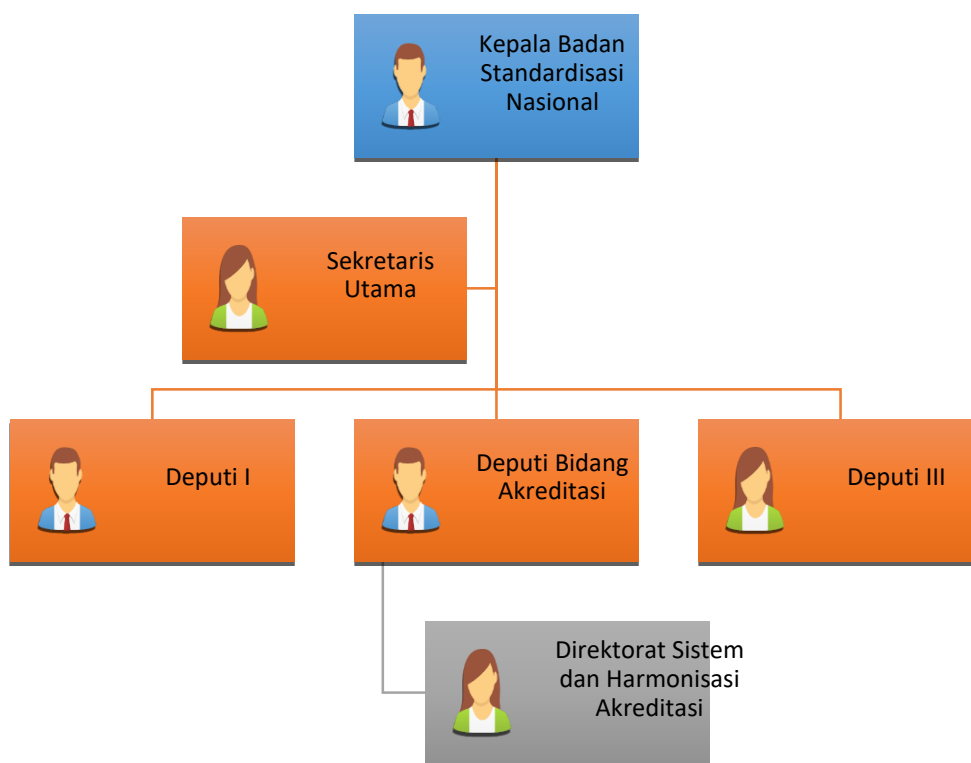 Kepala Badan
Standardisasi
Nasional
Sekretaris
Utama
Deputi I
Deputi Bidang
Akreditasi
Deputi III
Direktorat Sistem
dan Harmonisasi
Akreditasi